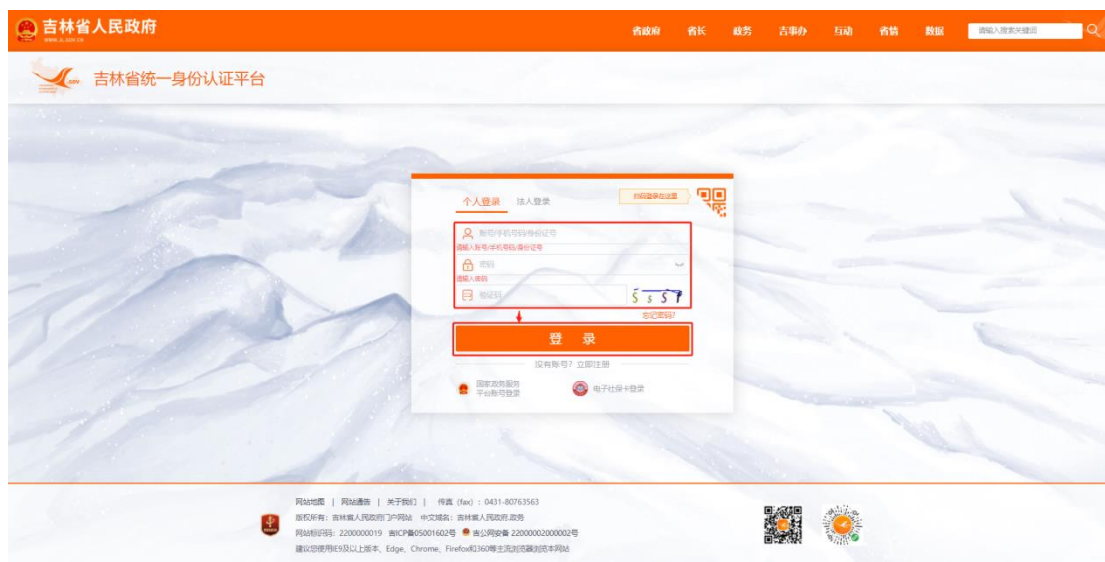 吉林省人民政府
WWW.JL.GOV.CN
省政府 省长 政务 吉事办 互动 省情 数据 请输入搜索关键词
GOV 吉林省统一身份认证平台
扫码登录在这里
个人登录 法人登录
账号/手机号码/身份证号
请输入账号/手机号码/身份证号
密码
请输入密码
验证码
忘记密码?
登 录
没有账号? 立即注册
国家政务服务
平台账号登录
电子社保卡登录
网站地图 | 网站通告 | 关于我们 | 传真 (fax) : 0431-80763563
版权所有: 吉林省人民政府门户网站 中文域名: 吉林省人民政府.政务
网站标识码: 2200000019 吉ICP备05001602号 吉公网安备 22000002000002号
建议您使用IE9及以上版本、Edge、Chrome、Firefox和360等主流浏览器浏览本网站